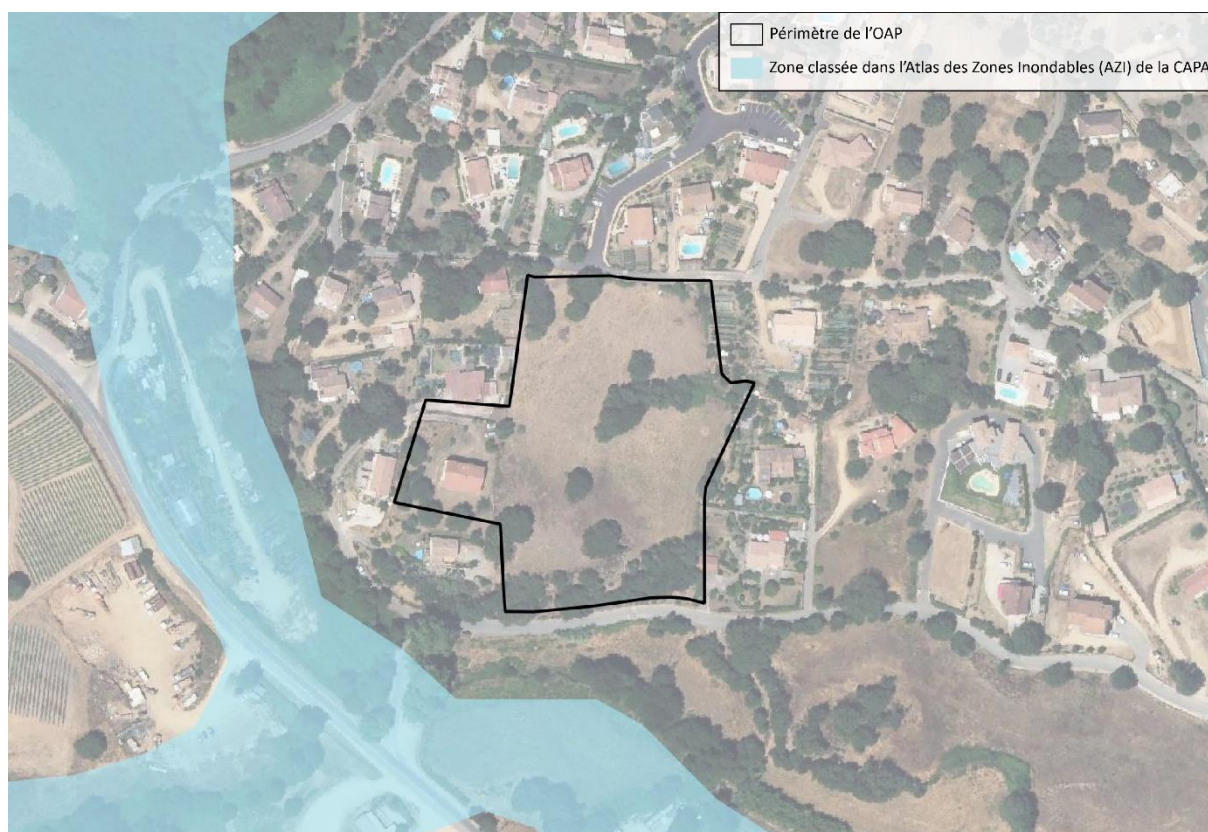 Périmètre de l'OAP
Zone classée dans l'Atlas des Zones Inondables (AZI) de la CAPA